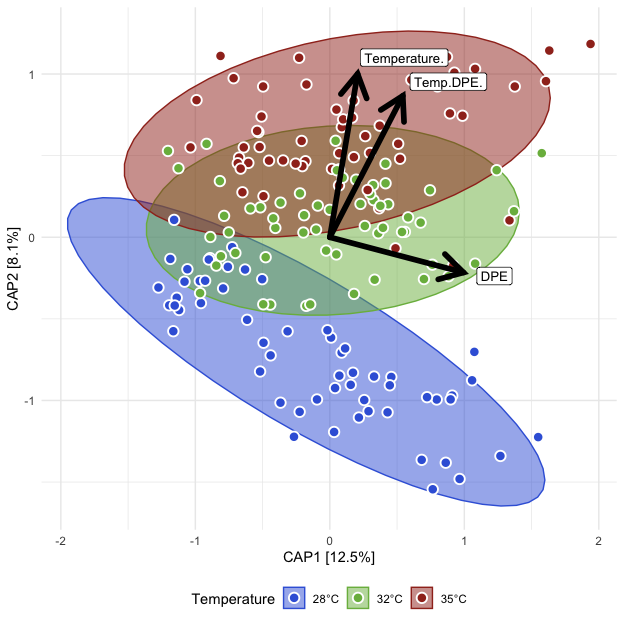 Temperature.
Temp.DPE.
DPE
1
0
-1
-2
-1
0
1
2
CAP2 [8.1%]
CAP1 [12.5%]
Temperature 28°C 32°C 35°C